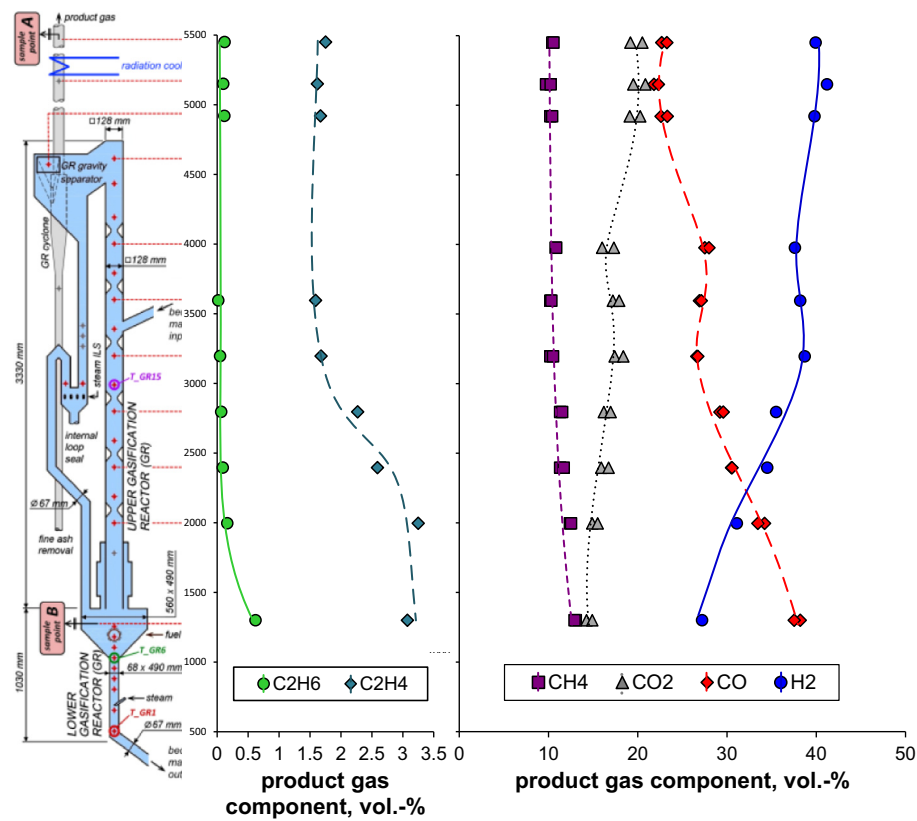 product gas
sample point A
radiation cool
□128 mm
GR gravity
separator
GR cyclone
□128 mm
bed
ma
inp
steam ILS
T_GR15
3330 mm
internal
loop
seal
UPPER GASIFICATION
REACTOR (GR)
Ø67 mm
fine ash
removal
560 x 490 mm
sample point B
fuel
T_GR6
68 x 490 mm
1030 mm
LOWER
GASIFICATION
REACTOR (GR)
steam
T_GR1
Ø67 mm
bed
ma
out
5500
5000
4500
4000
3500
3000
2500
2000
1500
1000
500
C2H6 C2H4
0 0.5 1 1.5 2 2.5 3 3.5
product gas
component, vol.-%
CH4 CO2 CO H2
0 10 20 30 40 50
product gas component, vol.-%